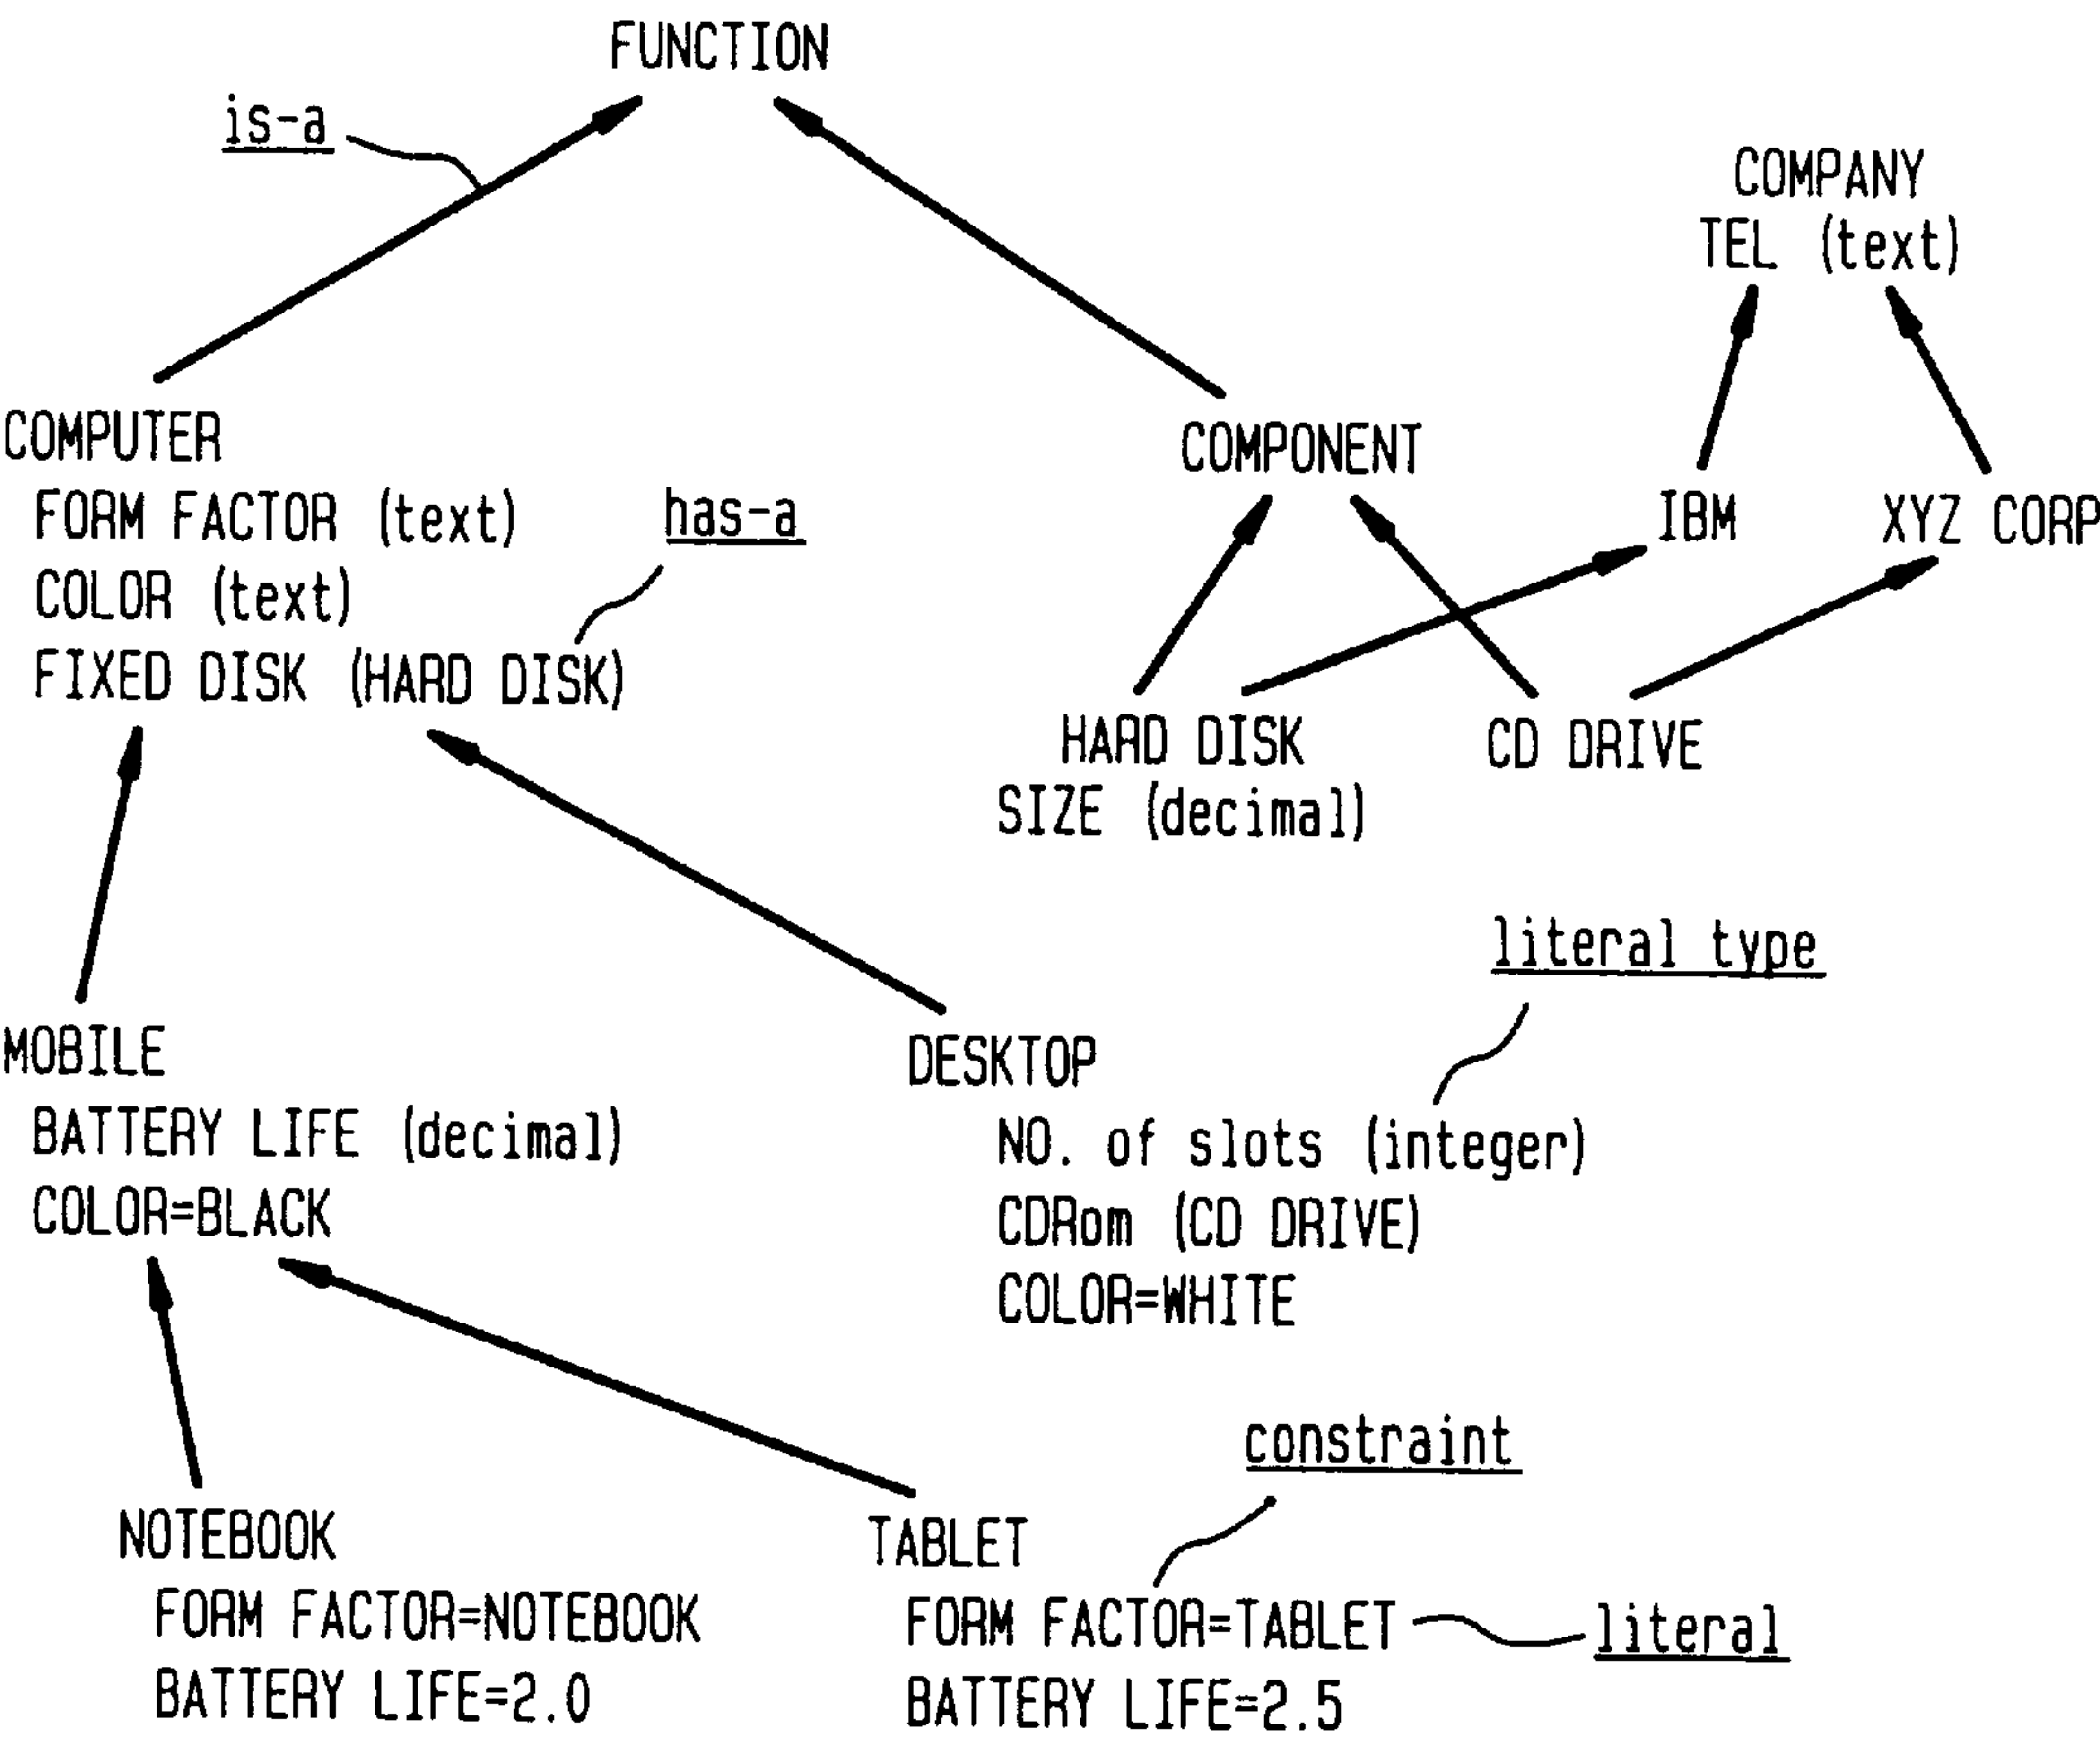 FUNCTION
is-a
COMPANY
TEL (text)
COMPUTER
FORM FACTOR (text)
COLOR (text)
FIXED DISK (HARD DISK)
has-a
COMPONENT
IBM
XYZ CORP
HARD DISK
SIZE (decimal)
CD DRIVE
literal type
MOBILE
BATTERY LIFE (decimal)
COLOR=BLACK
DESKTOP
NO. of slots (integer)
CDRom (CD DRIVE)
COLOR=WHITE
constraint
NOTEBOOK
FORM FACTOR=NOTEBOOK
BATTERY LIFE=2.0
TABLET
FORM FACTOR=TABLET
BATTERY LIFE=2.5
literal